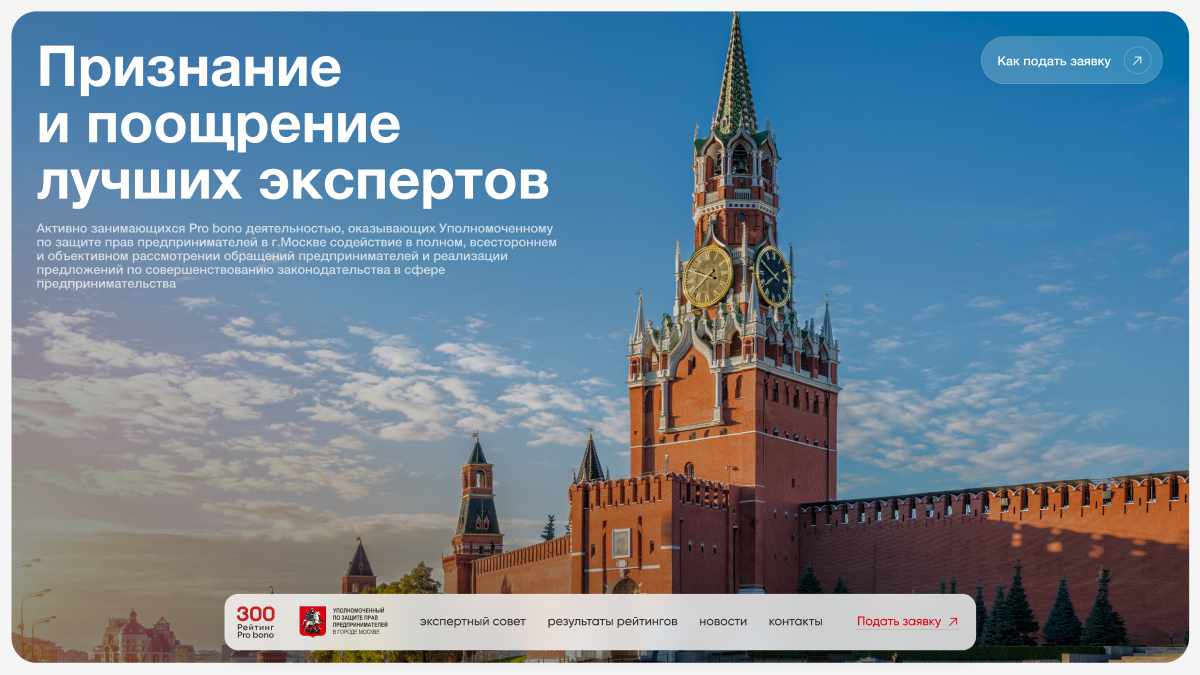 Признание
и поощрение
лучших экспертов
Активно занимающихся Pro bono деятельностью, оказывающих Уполномоченному
по защите прав предпринимателей в г.Москве содействие в полном, всестороннем
и объективном рассмотрении обращений предпринимателей и реализации
предложений по совершенствованию законодательства в сфере
предпринимательства
Как подать заявку
300
Рейтинг
Pro bono
УПОЛНОМОЧЕННЫЙ
ПО ЗАЩИТЕ ПРАВ
ПРЕДПРИНИМАТЕЛЕЙ
В ГОРОДЕ МОСКВЕ
экспертный совет
результаты рейтингов
новости
контакты
Подать заявку